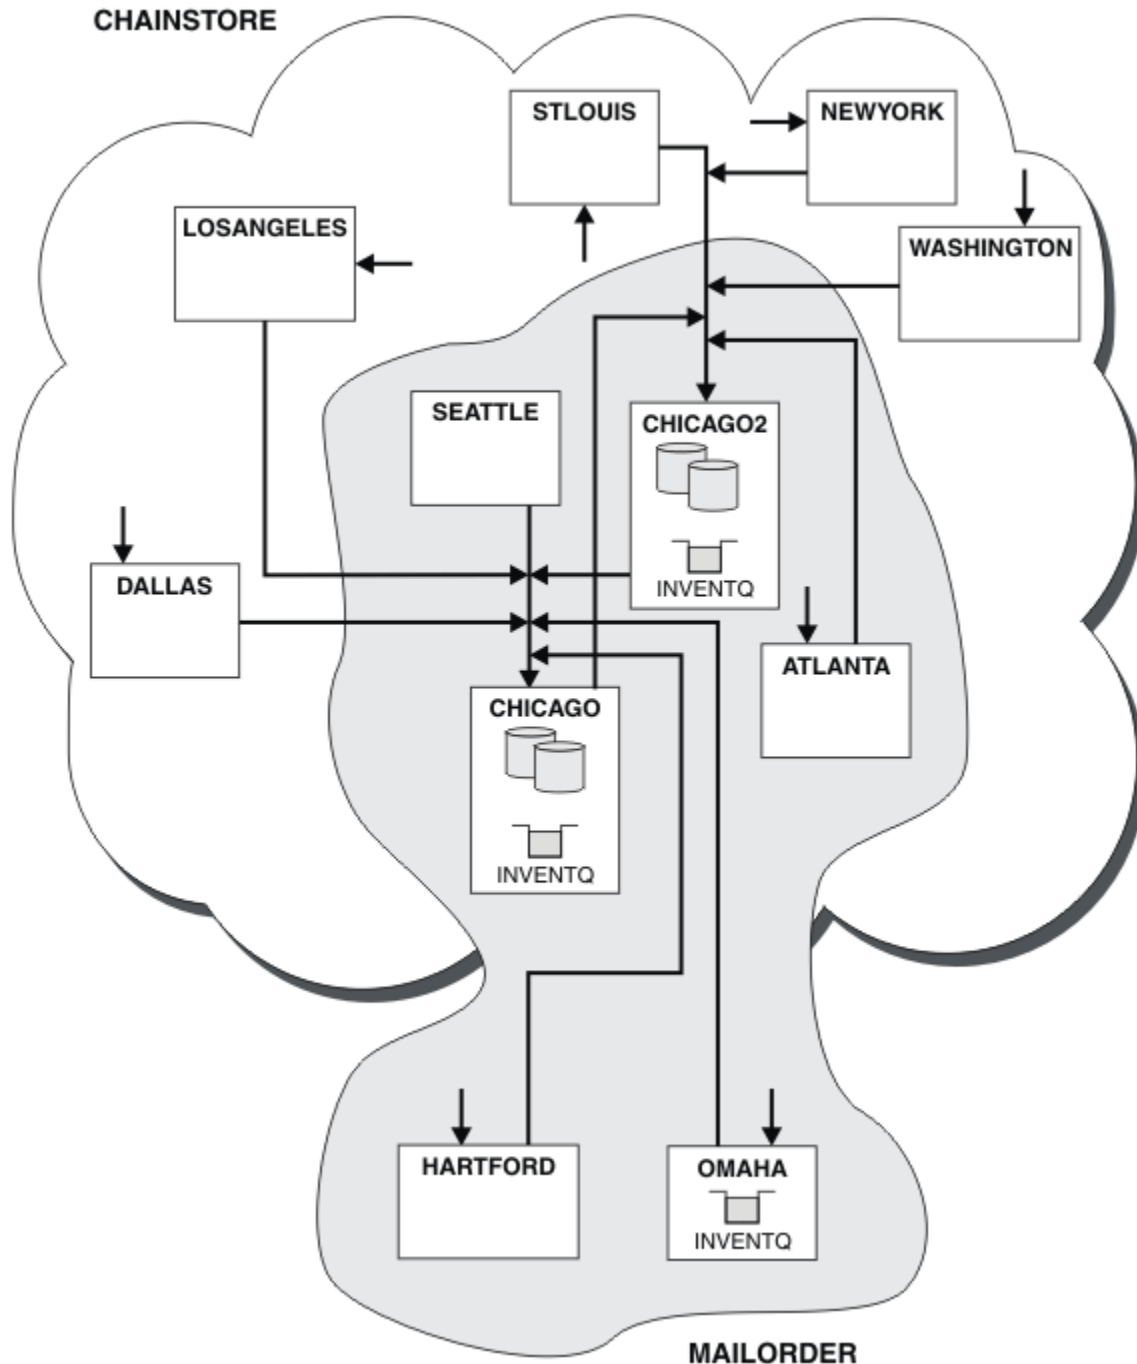 CHAINSTORE
STLOUIS
NEWYORK
LOSANGELES
WASHINGTON
SEATTLE
CHICAGO2
INVENTQ
DALLAS
ATLANTA
CHICAGO
INVENTQ
HARTFORD
OMAHA
INVENTQ
MAILORDER